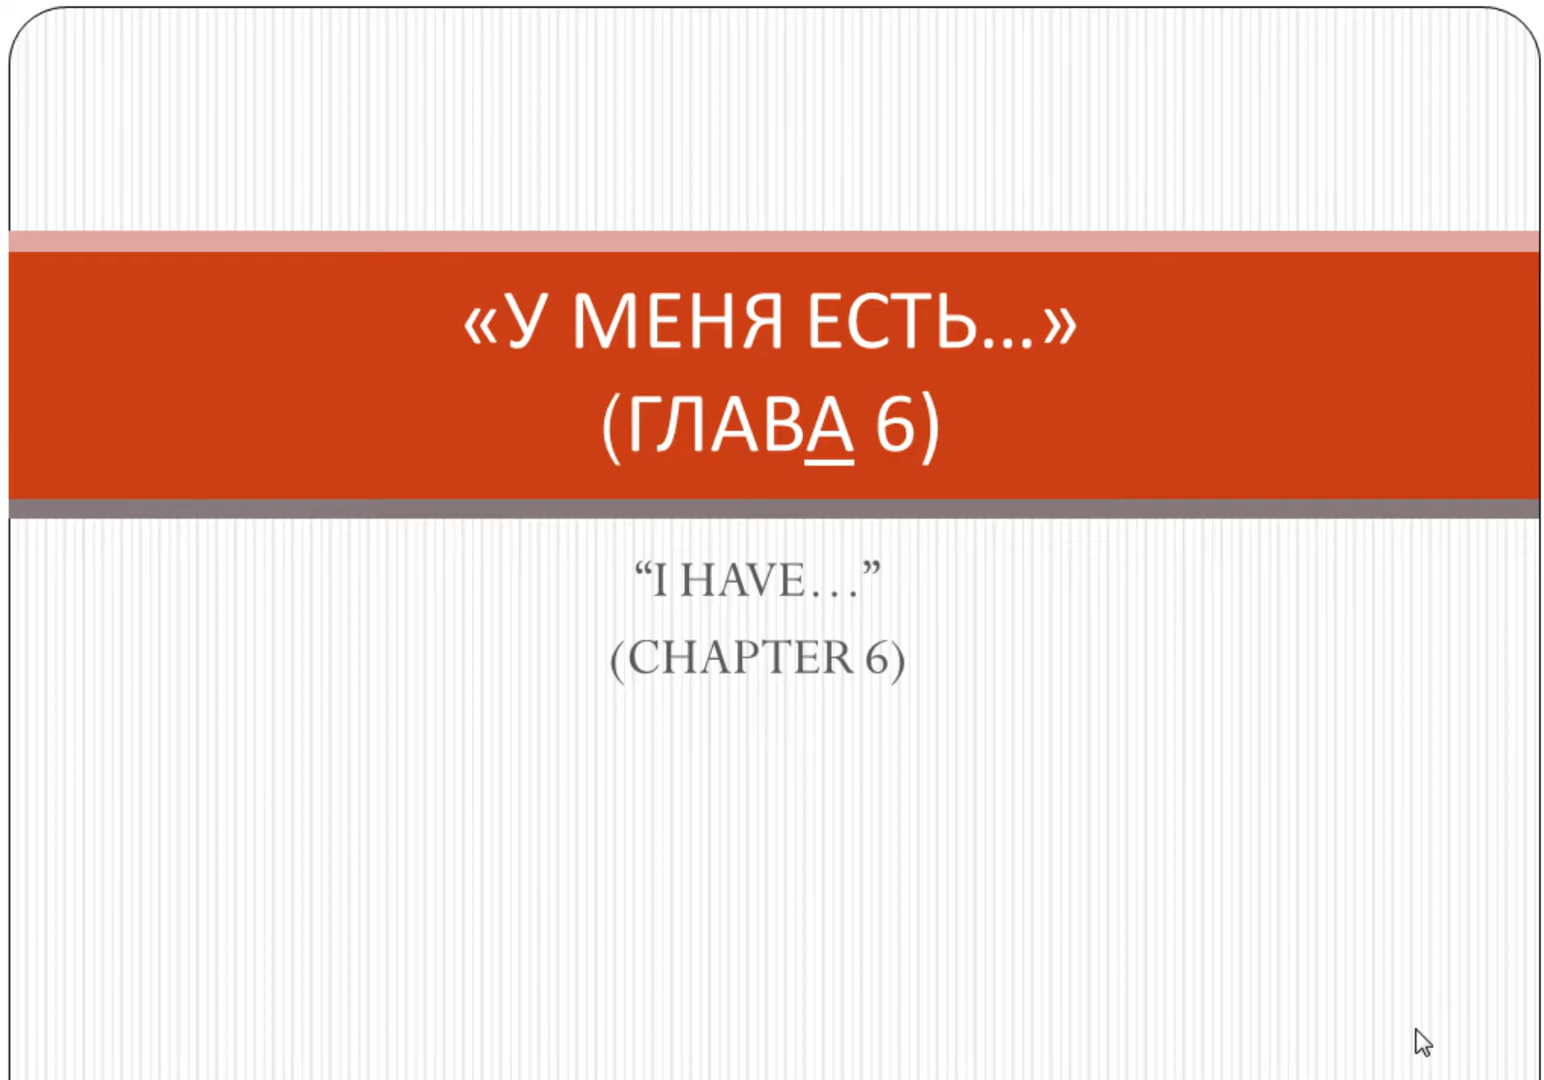 «У МЕНЯ ЕСТЬ...»
(ГЛАВА 6)
“I HAVE...”
(CHAPTER 6)